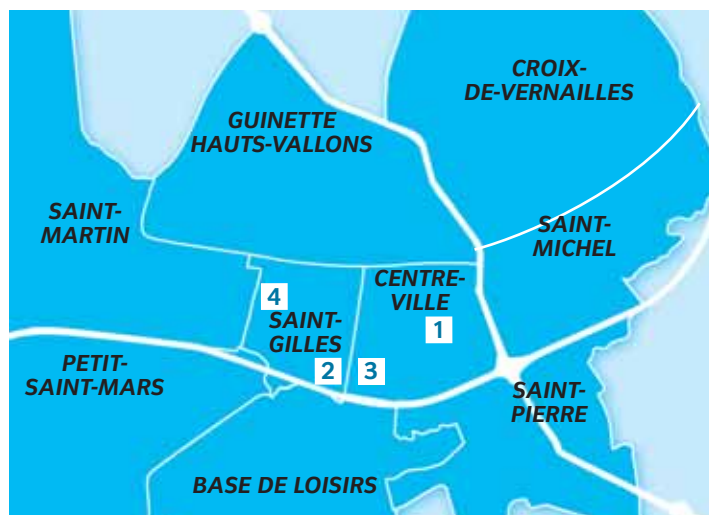 CROIX-
DE-VERNAILLES
GUINETTE
HAUTS-VALLONS
SAINT-
MARTIN
SAINT-
MICHEL
CENTRE-
VILLE
1
4
SAINT-
GILLES
2
3
PETIT-
SAINT-MARS
SAINT-
PIERRE
BASE DE LOISIRS